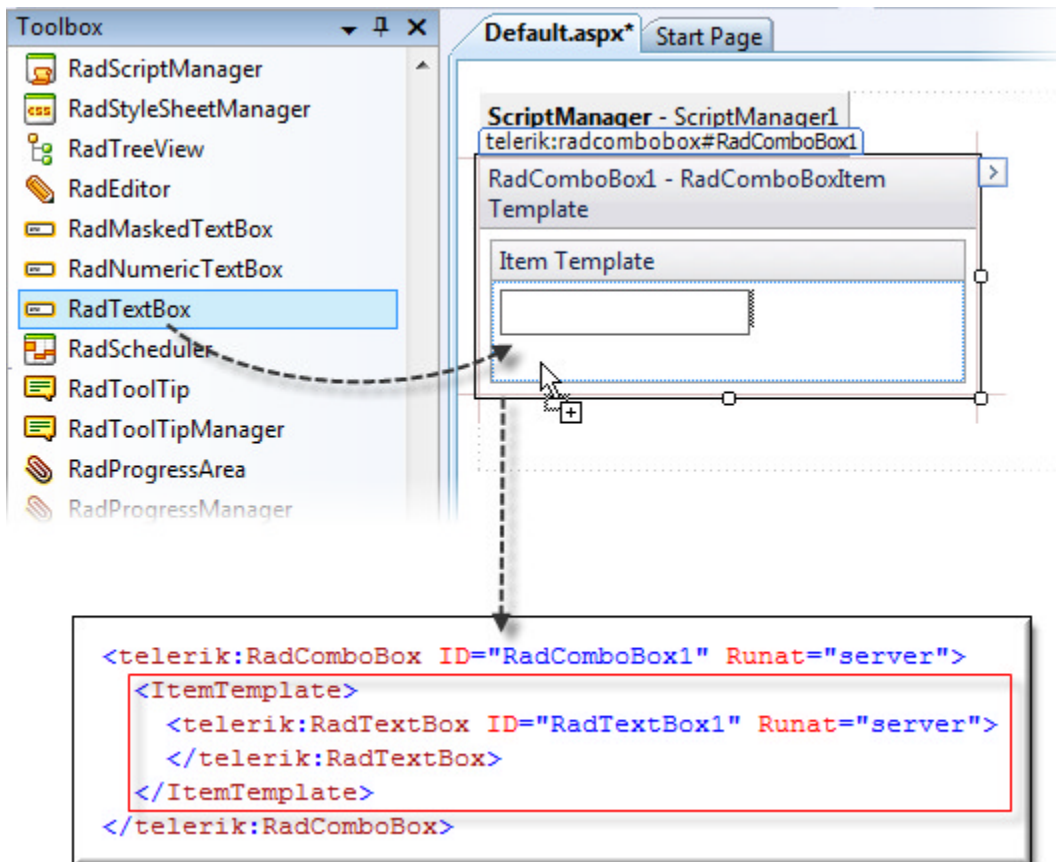 Toolbox
RadScriptManager
RadStyleSheetManager
RadTreeView
RadEditor
RadMaskedTextBox
RadNumericTextBox
RadTextBox
RadScheduler
RadToolTip
RadToolTipManager
RadProgressArea
RadProgressManager
Default.aspx* Start Page
ScriptManager - ScriptManager1
telerik:radcombobox#RadComboBox1
RadComboBox1 - RadComboBoxItem
Template
Item Template
<telerik:RadComboBox ID="RadComboBox1" Runat="server">
<ItemTemplate>
<telerik:RadTextBox ID="RadTextBox1" Runat="server">
</telerik:RadTextBox>
</ItemTemplate>
</telerik:RadComboBox>